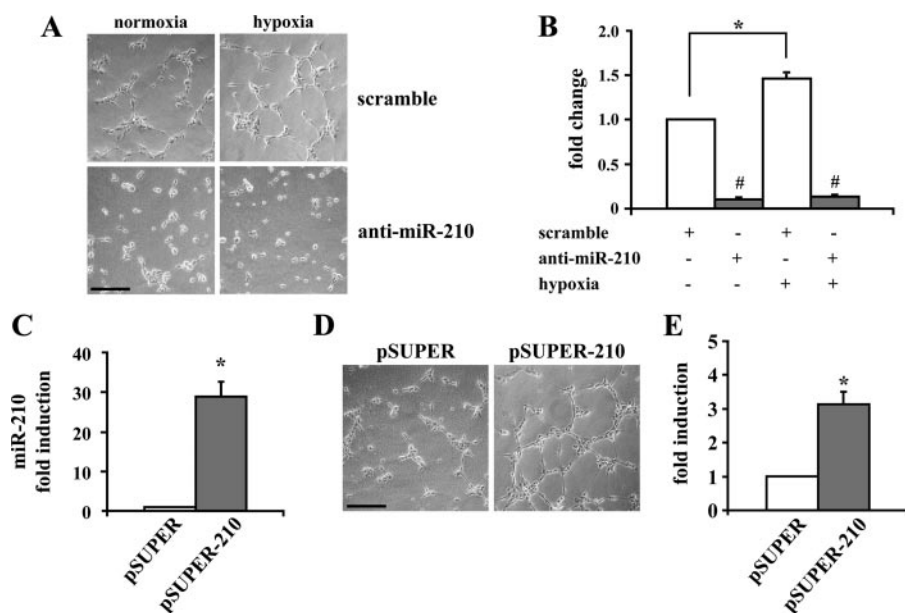 A
normoxia hypoxia
scramble
anti-miR-210
B
fold change
2.0
1.5
1.0
0.5
0
*
# #
scramble + - + -
anti-miR-210 - + - +
hypoxia - - + +
C
miR-210
fold induction
40
30
20
10
0
*
pSUPER
pSUPER-210
D
pSUPER pSUPER-210
E
fold induction
5
4
3
2
1
0
*
pSUPER
pSUPER-210